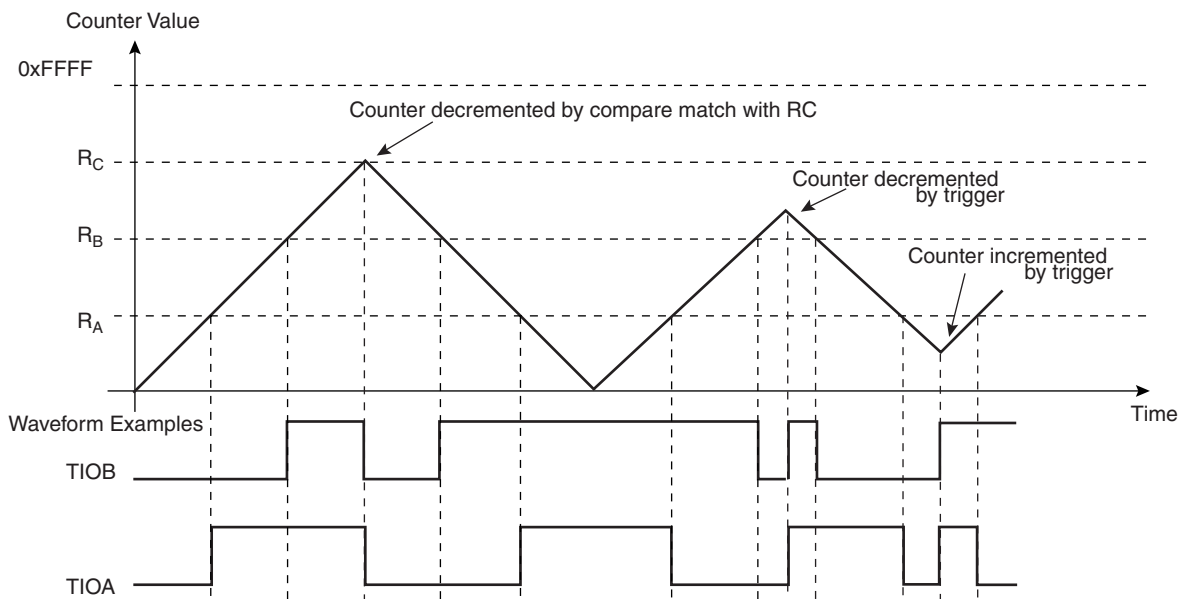 Counter Value
0xFFFF
Counter decremented by compare match with RC
RC
Counter decremented
by trigger
RB
Counter incremented
by trigger
RA
Time
Waveform Examples
TIOB
TIOA